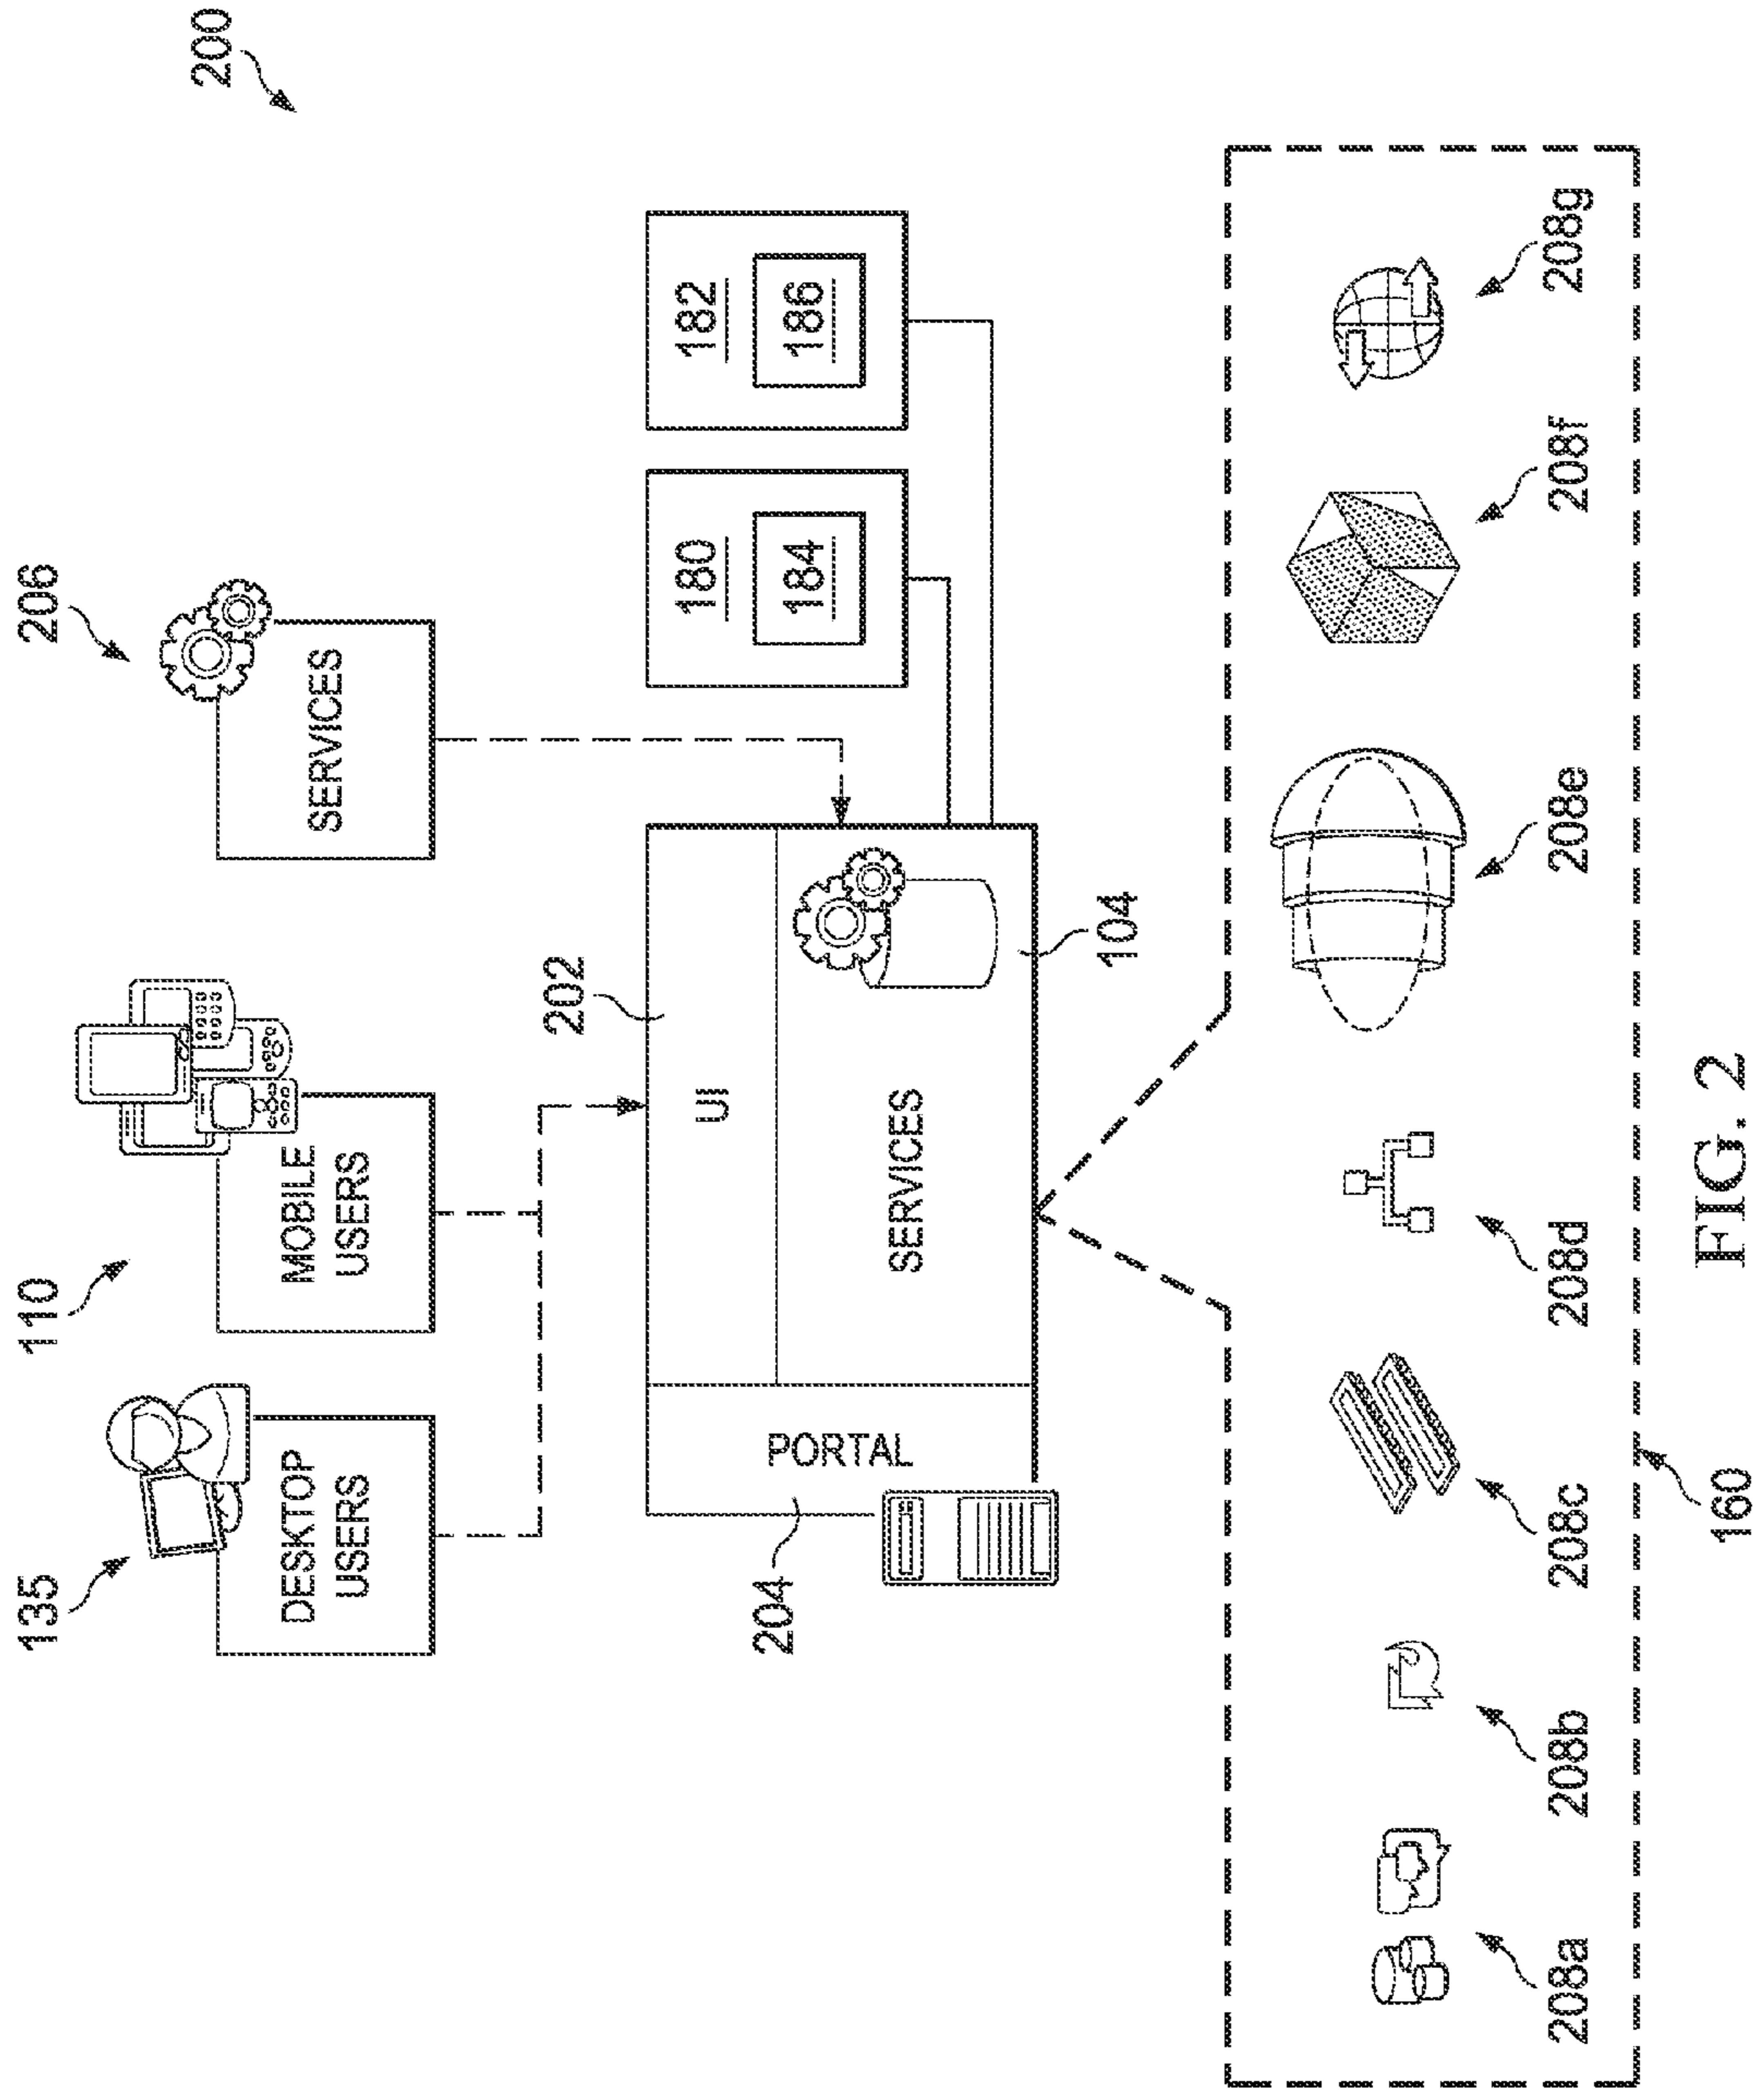 200
135
110
206
DESKTOP
USERS
MOBILE
USERS
SERVICES
202
UI
PORTAL
204
SERVICES
104
180
184
182
186
208a
208b
208c
208d
208e
208f
208g
160
FIG. 2